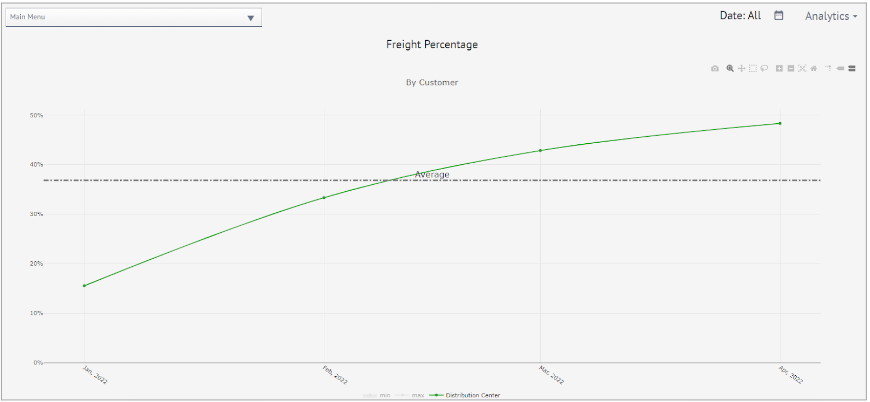 Main Menu
Date: All
Analytics
Freight Percentage
By Customer
50%
40%
Average
30%
20%
10%
0%
Jan, 2022
Feb, 2022
Mar, 2022
Apr, 2022
min
max
Distribution Center